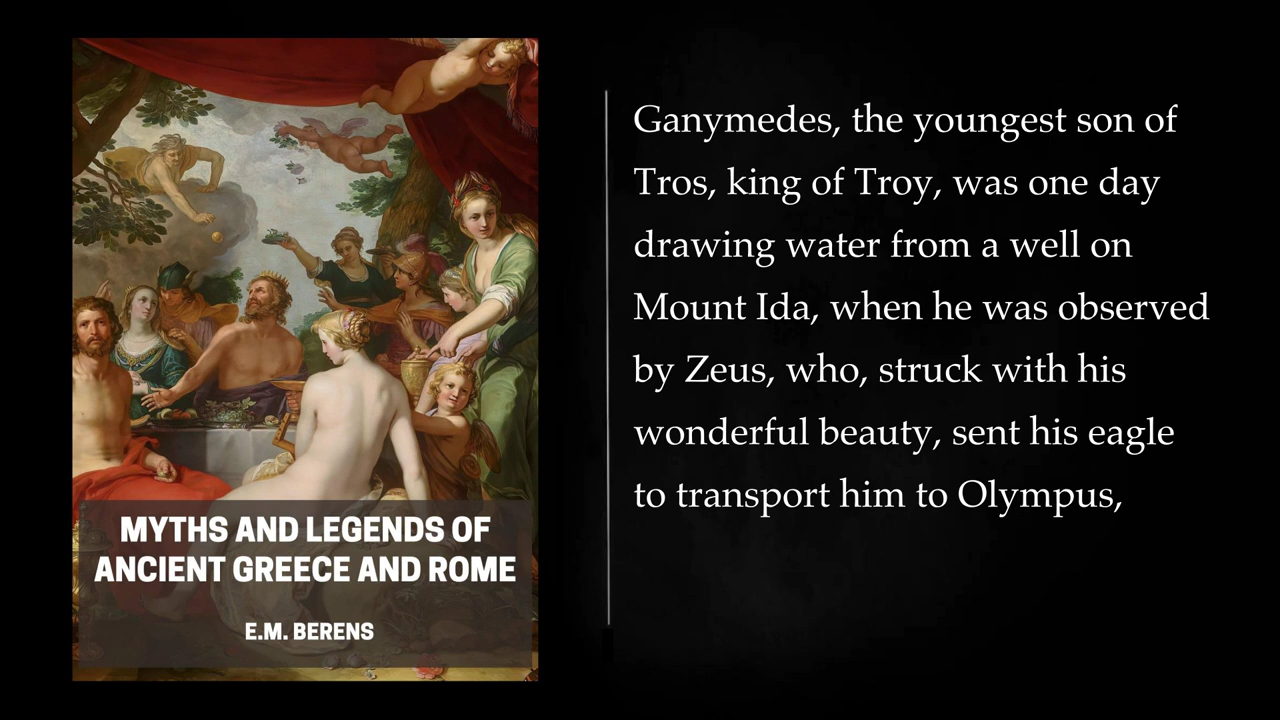 MYTHS AND LEGENDS OF
ANCIENT GREECE AND ROME
E.M. BERENS
Ganymedes, the youngest son of
Tros, king of Troy, was one day
drawing water from a well on
Mount Ida, when he was observed
by Zeus, who, struck with his
wonderful beauty, sent his eagle
to transport him to Olympus,